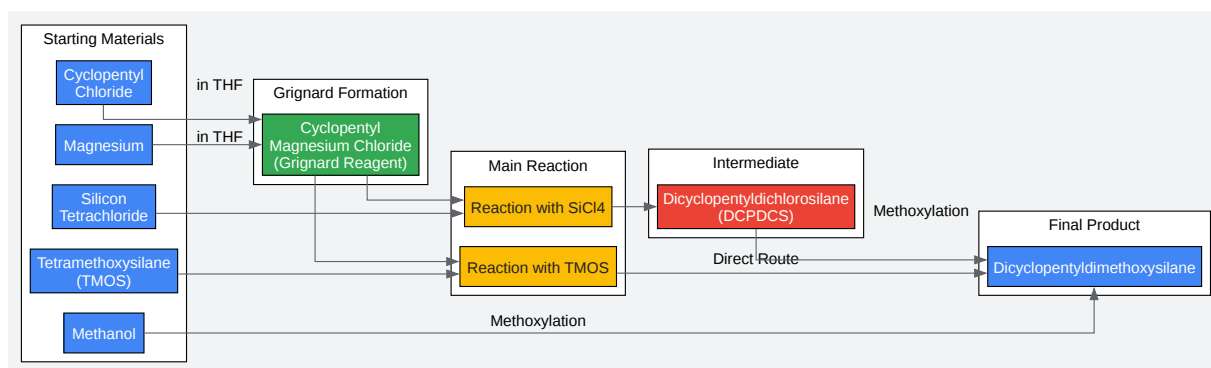 Starting Materials
Cyclopentyl
Chloride
in THF
Magnesium
in THF
Silicon
Tetrachloride
Tetramethoxysilane
(TMOS)
Methanol
Grignard Formation
Cyclopentyl
Magnesium Chloride
(Grignard Reagent)
Main Reaction
Reaction with SiCl4
Reaction with TMOS
Intermediate
Dicyclopentyldichlorosilane
(DCPDCS)
Methoxylation
Direct Route
Methoxylation
Final Product
Dicyclopentyldimethoxysilane